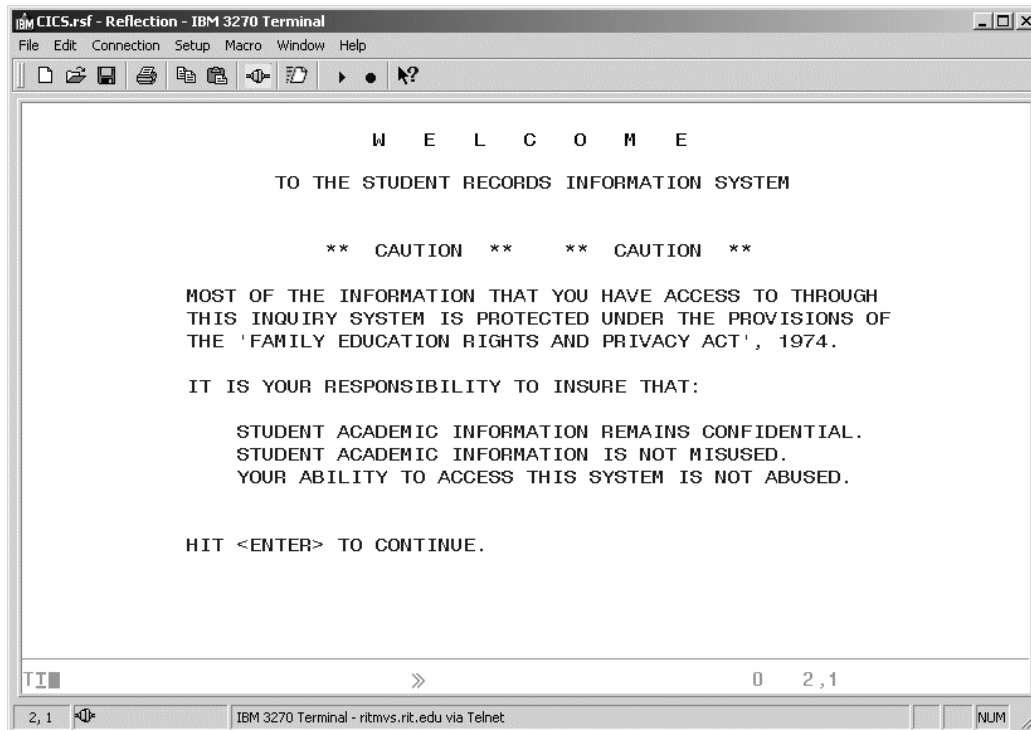 IBM CICS.rsf - Reflection - IBM 3270 Terminal
File Edit Connection Setup Macro Window Help
W E L C O M E
TO THE STUDENT RECORDS INFORMATION SYSTEM
** CAUTION ** ** CAUTION **
MOST OF THE INFORMATION THAT YOU HAVE ACCESS TO THROUGH
THIS INQUIRY SYSTEM IS PROTECTED UNDER THE PROVISIONS OF
THE 'FAMILY EDUCATION RIGHTS AND PRIVACY ACT', 1974.
IT IS YOUR RESPONSIBILITY TO INSURE THAT:
STUDENT ACADEMIC INFORMATION REMAINS CONFIDENTIAL.
STUDENT ACADEMIC INFORMATION IS NOT MISUSED.
YOUR ABILITY TO ACCESS THIS SYSTEM IS NOT ABUSED.
HIT <ENTER> TO CONTINUE.
TI » 0 2,1
2, 1 IBM 3270 Terminal - ritmvs.rit.edu via Telnet NUM